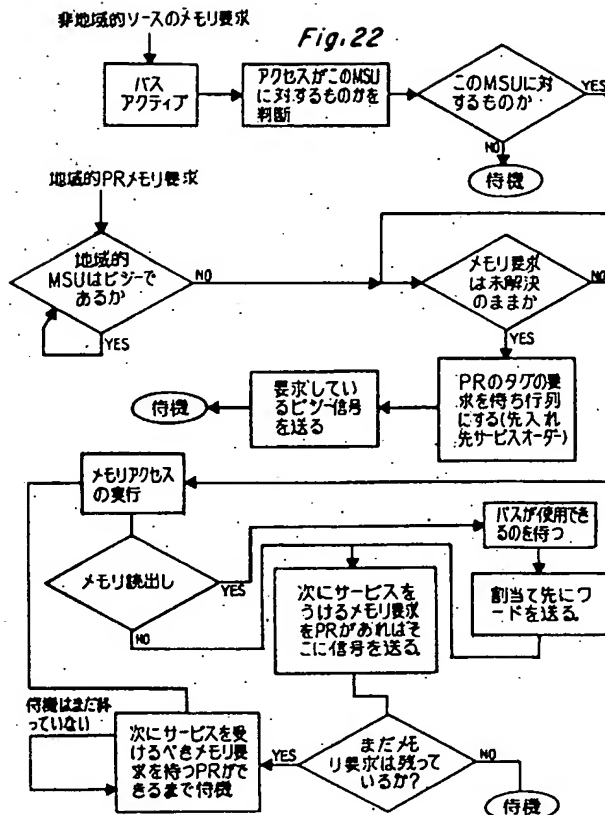 非地域的ソースのメモリ要求
Fig. 22
バス
アクティブ
アクセスがこのMSU
に対するものかを
判断
このMSUに対
するものか
YES
NO
待機
地域的PRメモリ要求
地域的
MSUはビジーで
あるか
NO
YES
メモリ要求
は未解決
のままか
NO
YES
PRのタグの要
求を待ち行列
にする(先入れ
先サービスオーダー)
要求してい
るビジー信号
を送る
待機
メモリアクセス
の実行
メモリ読出し
YES
NO
バスが使用でき
るのを待つ
割当て先にワ
ードを送る.
次にサービスを
うけるメモリ要求
をPRがあればそ
こに信号を送る.
待機はまだ終
っていない
次にサービスを受
けるべきメモリ要
求を待つPRがで
きるまで待機
YES
まだメモ
リ要求は残って
いるか?
NO
待機